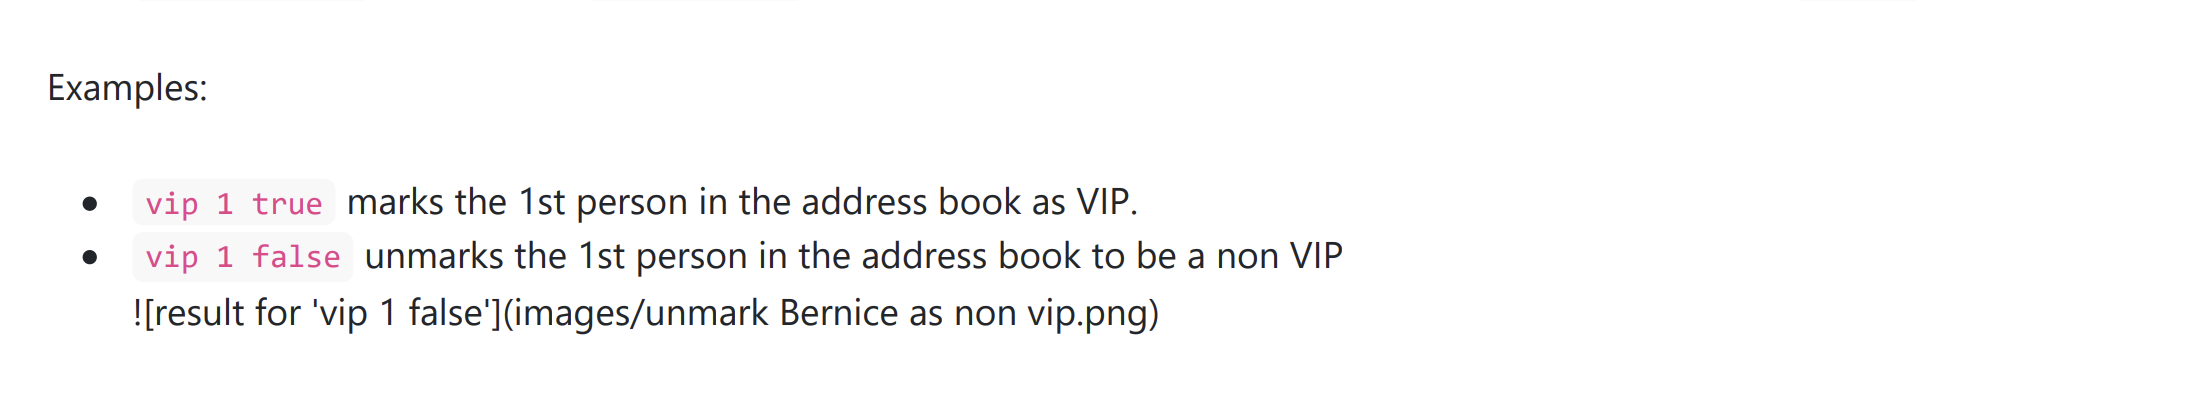 Examples:
vip 1 true marks the 1st person in the address book as VIP.
vip 1 false unmarks the 1st person in the address book to be a non VIP
![result for 'vip 1 false'](images/unmark Bernice as non vip.png)